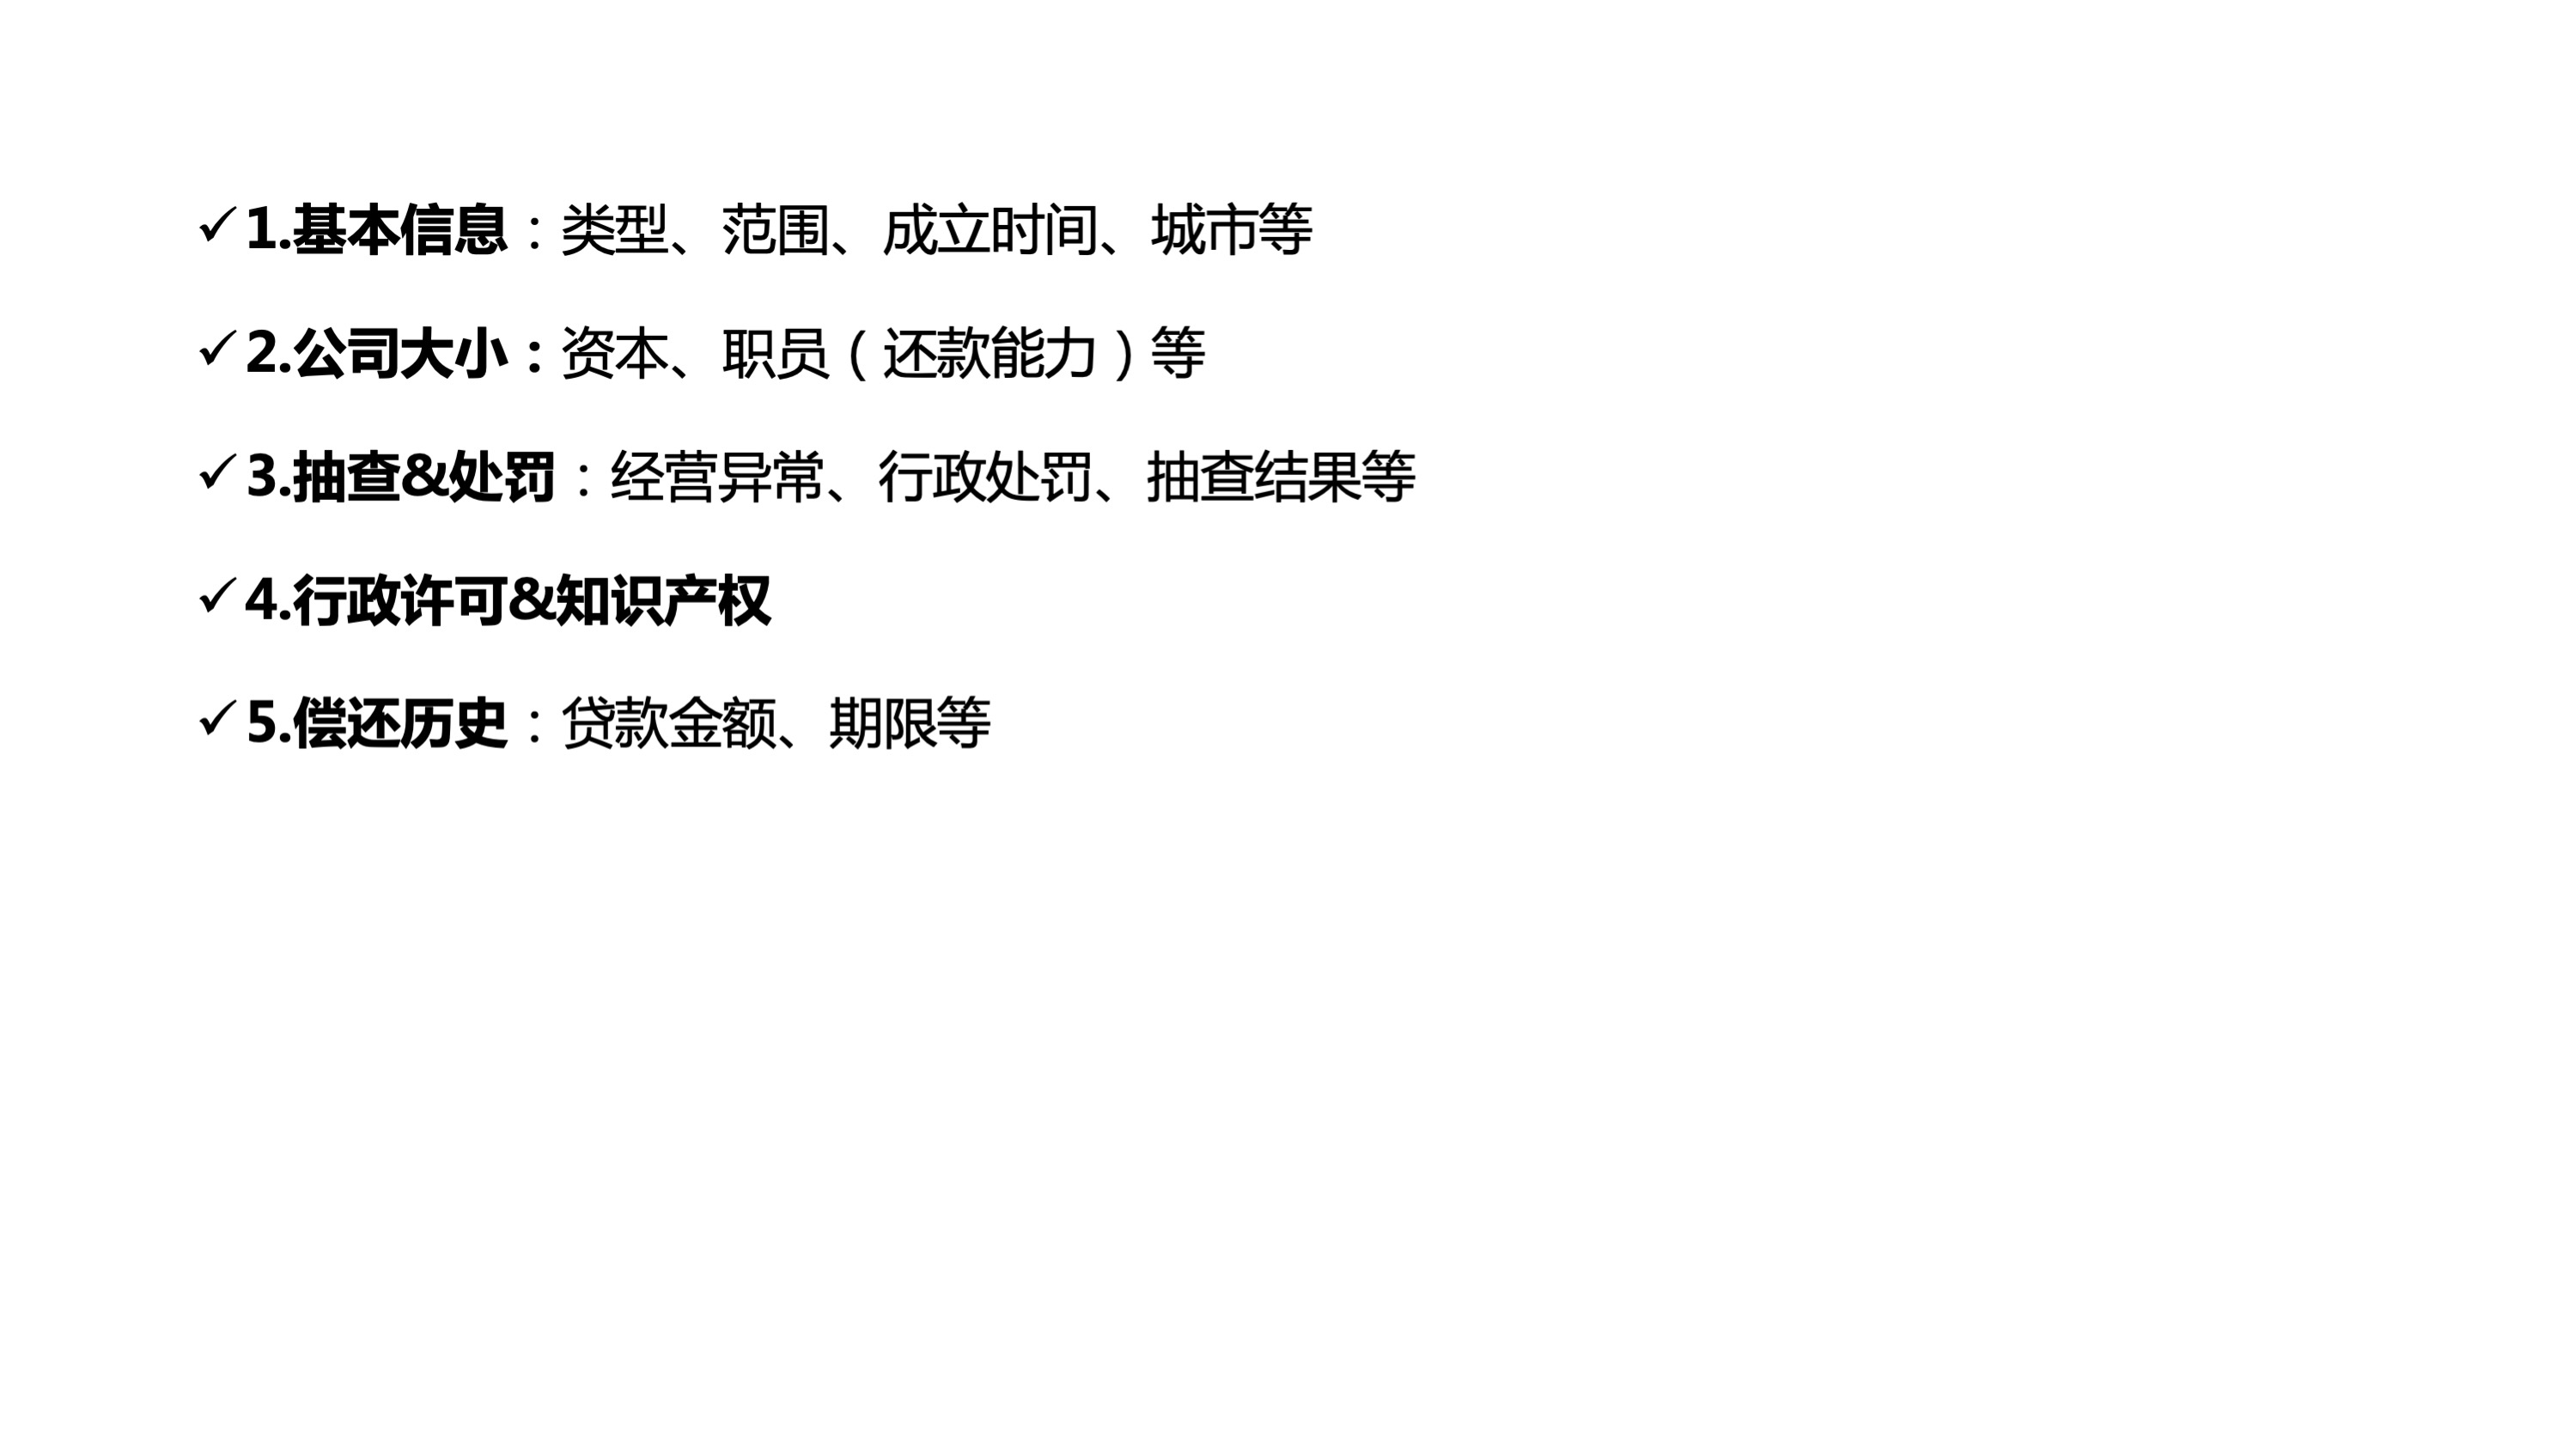 ✓1.基本信息：类型、范围、成立时间、城市等
✓2.公司大小：资本、职员（还款能力）等
✓3.抽查&处罚：经营异常、行政处罚、抽查结果等
✓4.行政许可&知识产权
✓5.偿还历史：贷款金额、期限等